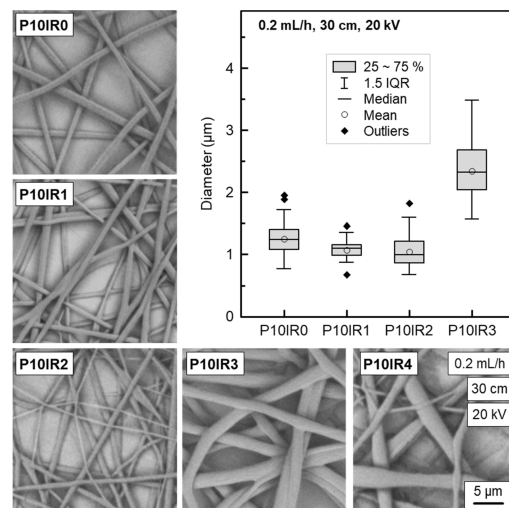 P10IR0
0.2 mL/h, 30 cm, 20 kV
25 ~ 75 %
1.5 IQR
Median
Mean
Outliers
Diameter (µm)
4
3
2
1
0
P10IR0 P10IR1 P10IR2 P10IR3
P10IR1
P10IR2
P10IR3
P10IR4
0.2 mL/h
30 cm
20 kV
5 µm